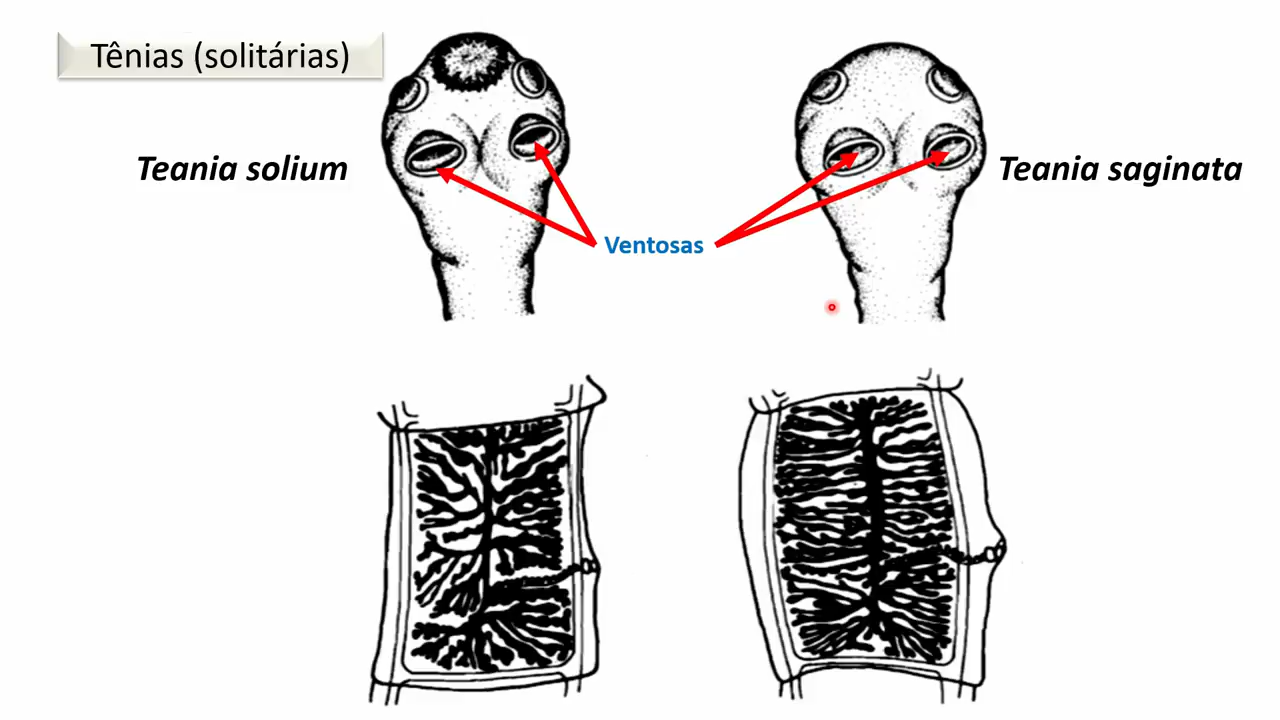 Tênias (solitárias)
Teania solium
Teania saginata
Ventosas